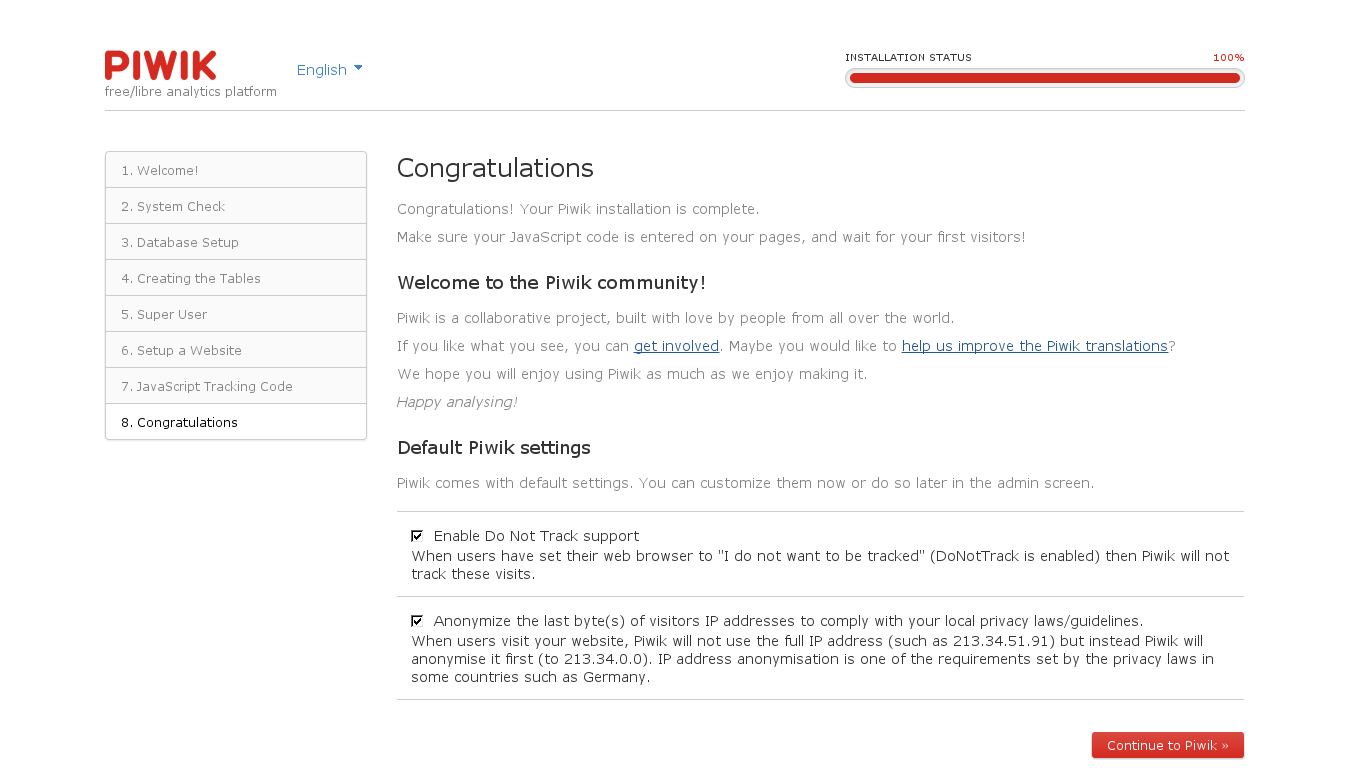 PIWIK
free/libre analytics platform
English
INSTALLATION STATUS 100%
1. Welcome!
2. System Check
3. Database Setup
4. Creating the Tables
5. Super User
6. Setup a Website
7. JavaScript Tracking Code
8. Congratulations
Congratulations
Congratulations! Your Piwik installation is complete.
Make sure your JavaScript code is entered on your pages, and wait for your first visitors!
Welcome to the Piwik community!
Piwik is a collaborative project, built with love by people from all over the world.
If you like what you see, you can get involved. Maybe you would like to help us improve the Piwik translations?
We hope you will enjoy using Piwik as much as we enjoy making it.
Happy analysing!
Default Piwik settings
Piwik comes with default settings. You can customize them now or do so later in the admin screen.
Enable Do Not Track support
When users have set their web browser to "I do not want to be tracked" (DoNotTrack is enabled) then Piwik will not
track these visits.
Anonymize the last byte(s) of visitors IP addresses to comply with your local privacy laws/guidelines.
When users visit your website, Piwik will not use the full IP address (such as 213.34.51.91) but instead Piwik will
anonymise it first (to 213.34.0.0). IP address anonymisation is one of the requirements set by the privacy laws in
some countries such as Germany.
Continue to Piwik »